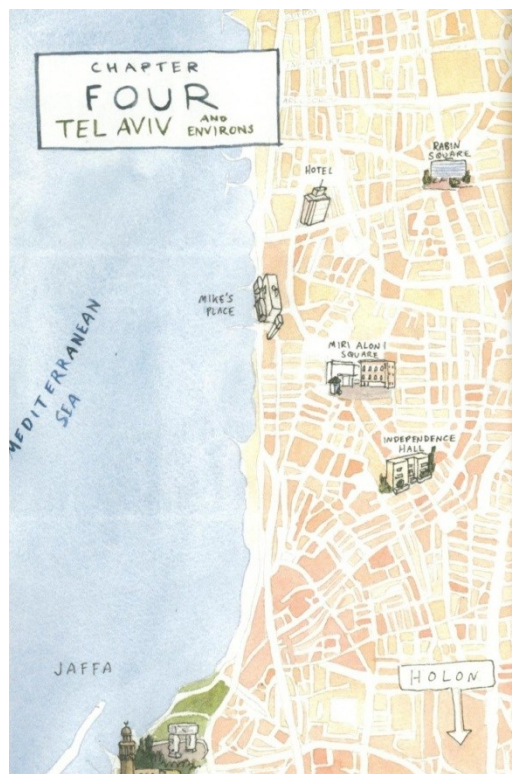 CHAPTER
FOUR
TEL AVIV AND ENVIRONS
RABIN
SQUARE
HOTEL
MIKE'S
PLACE
MEDITERRANEAN
SEA
MIRI ALONI
SQUARE
INDEPENDENCE
HALL
JAFFA
HOLON